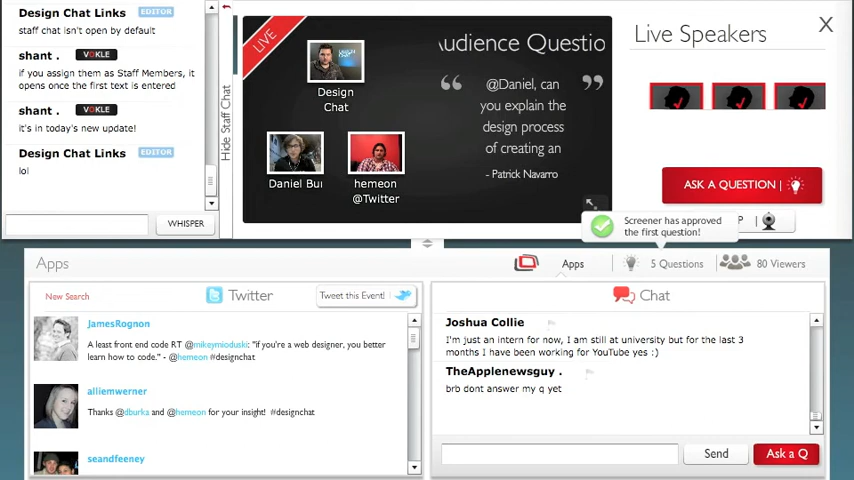 Design Chat Links EDITOR
staff chat isn't open by default
shant . VOKLE
if you assign them as Staff Members, it
opens once the first text is entered
shant . VOKLE
it's in today's new update!
Design Chat Links EDITOR
lol
WHISPER
Hide Staff Chat
LIVE
Design
Chat
Daniel Bur
hemeon
@Twitter
udience Questio
“ @Daniel, can ”
you explain the
design process
of creating an
- Patrick Navarro
Live Speakers
X
ASK A QUESTION |
P |
Screener has approved
the first question!
Apps
Apps
5 Questions
80 Viewers
New Search
Twitter
Tweet this Event!
JamesRognon
A least front end code RT @mikeymioduski: "if you're a web designer, you better
learn how to code." - @hemeon #designchat
alliemwerner
Thanks @dburka and @hemeon for your insight! #designchat
seandfeeney
Chat
Joshua Collie
I'm just an intern for now, I am still at university but for the last 3
months I have been working for YouTube yes :)
TheApplenewsguy .
brb dont answer my q yet
Send
Ask a Q